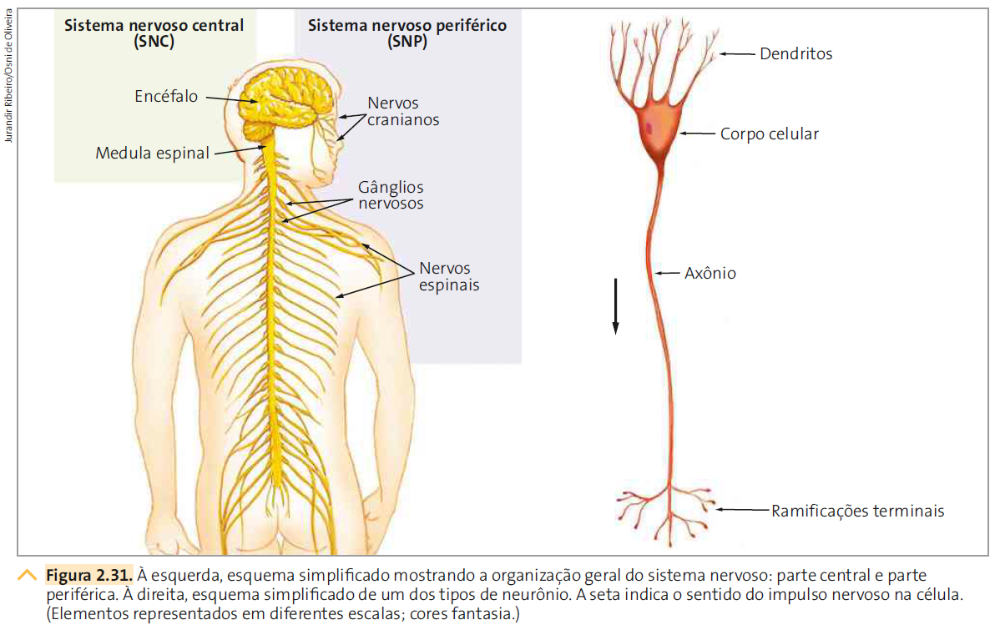 Jurandir Ribeiro/Osni de Oliveira
Sistema nervoso central
(SNC)
Sistema nervoso periférico
(SNP)
Encéfalo
Medula espinal
Nervos
cranianos
Gânglios
nervosos
Nervos
espinais
Dendritos
Corpo celular
Axônio
Ramificações terminais
Figura 2.31. À esquerda, esquema simplificado mostrando a organização geral do sistema nervoso: parte central e parte
periférica. À direita, esquema simplificado de um dos tipos de neurônio. A seta indica o sentido do impulso nervoso na célula.
(Elementos representados em diferentes escalas; cores fantasia.)